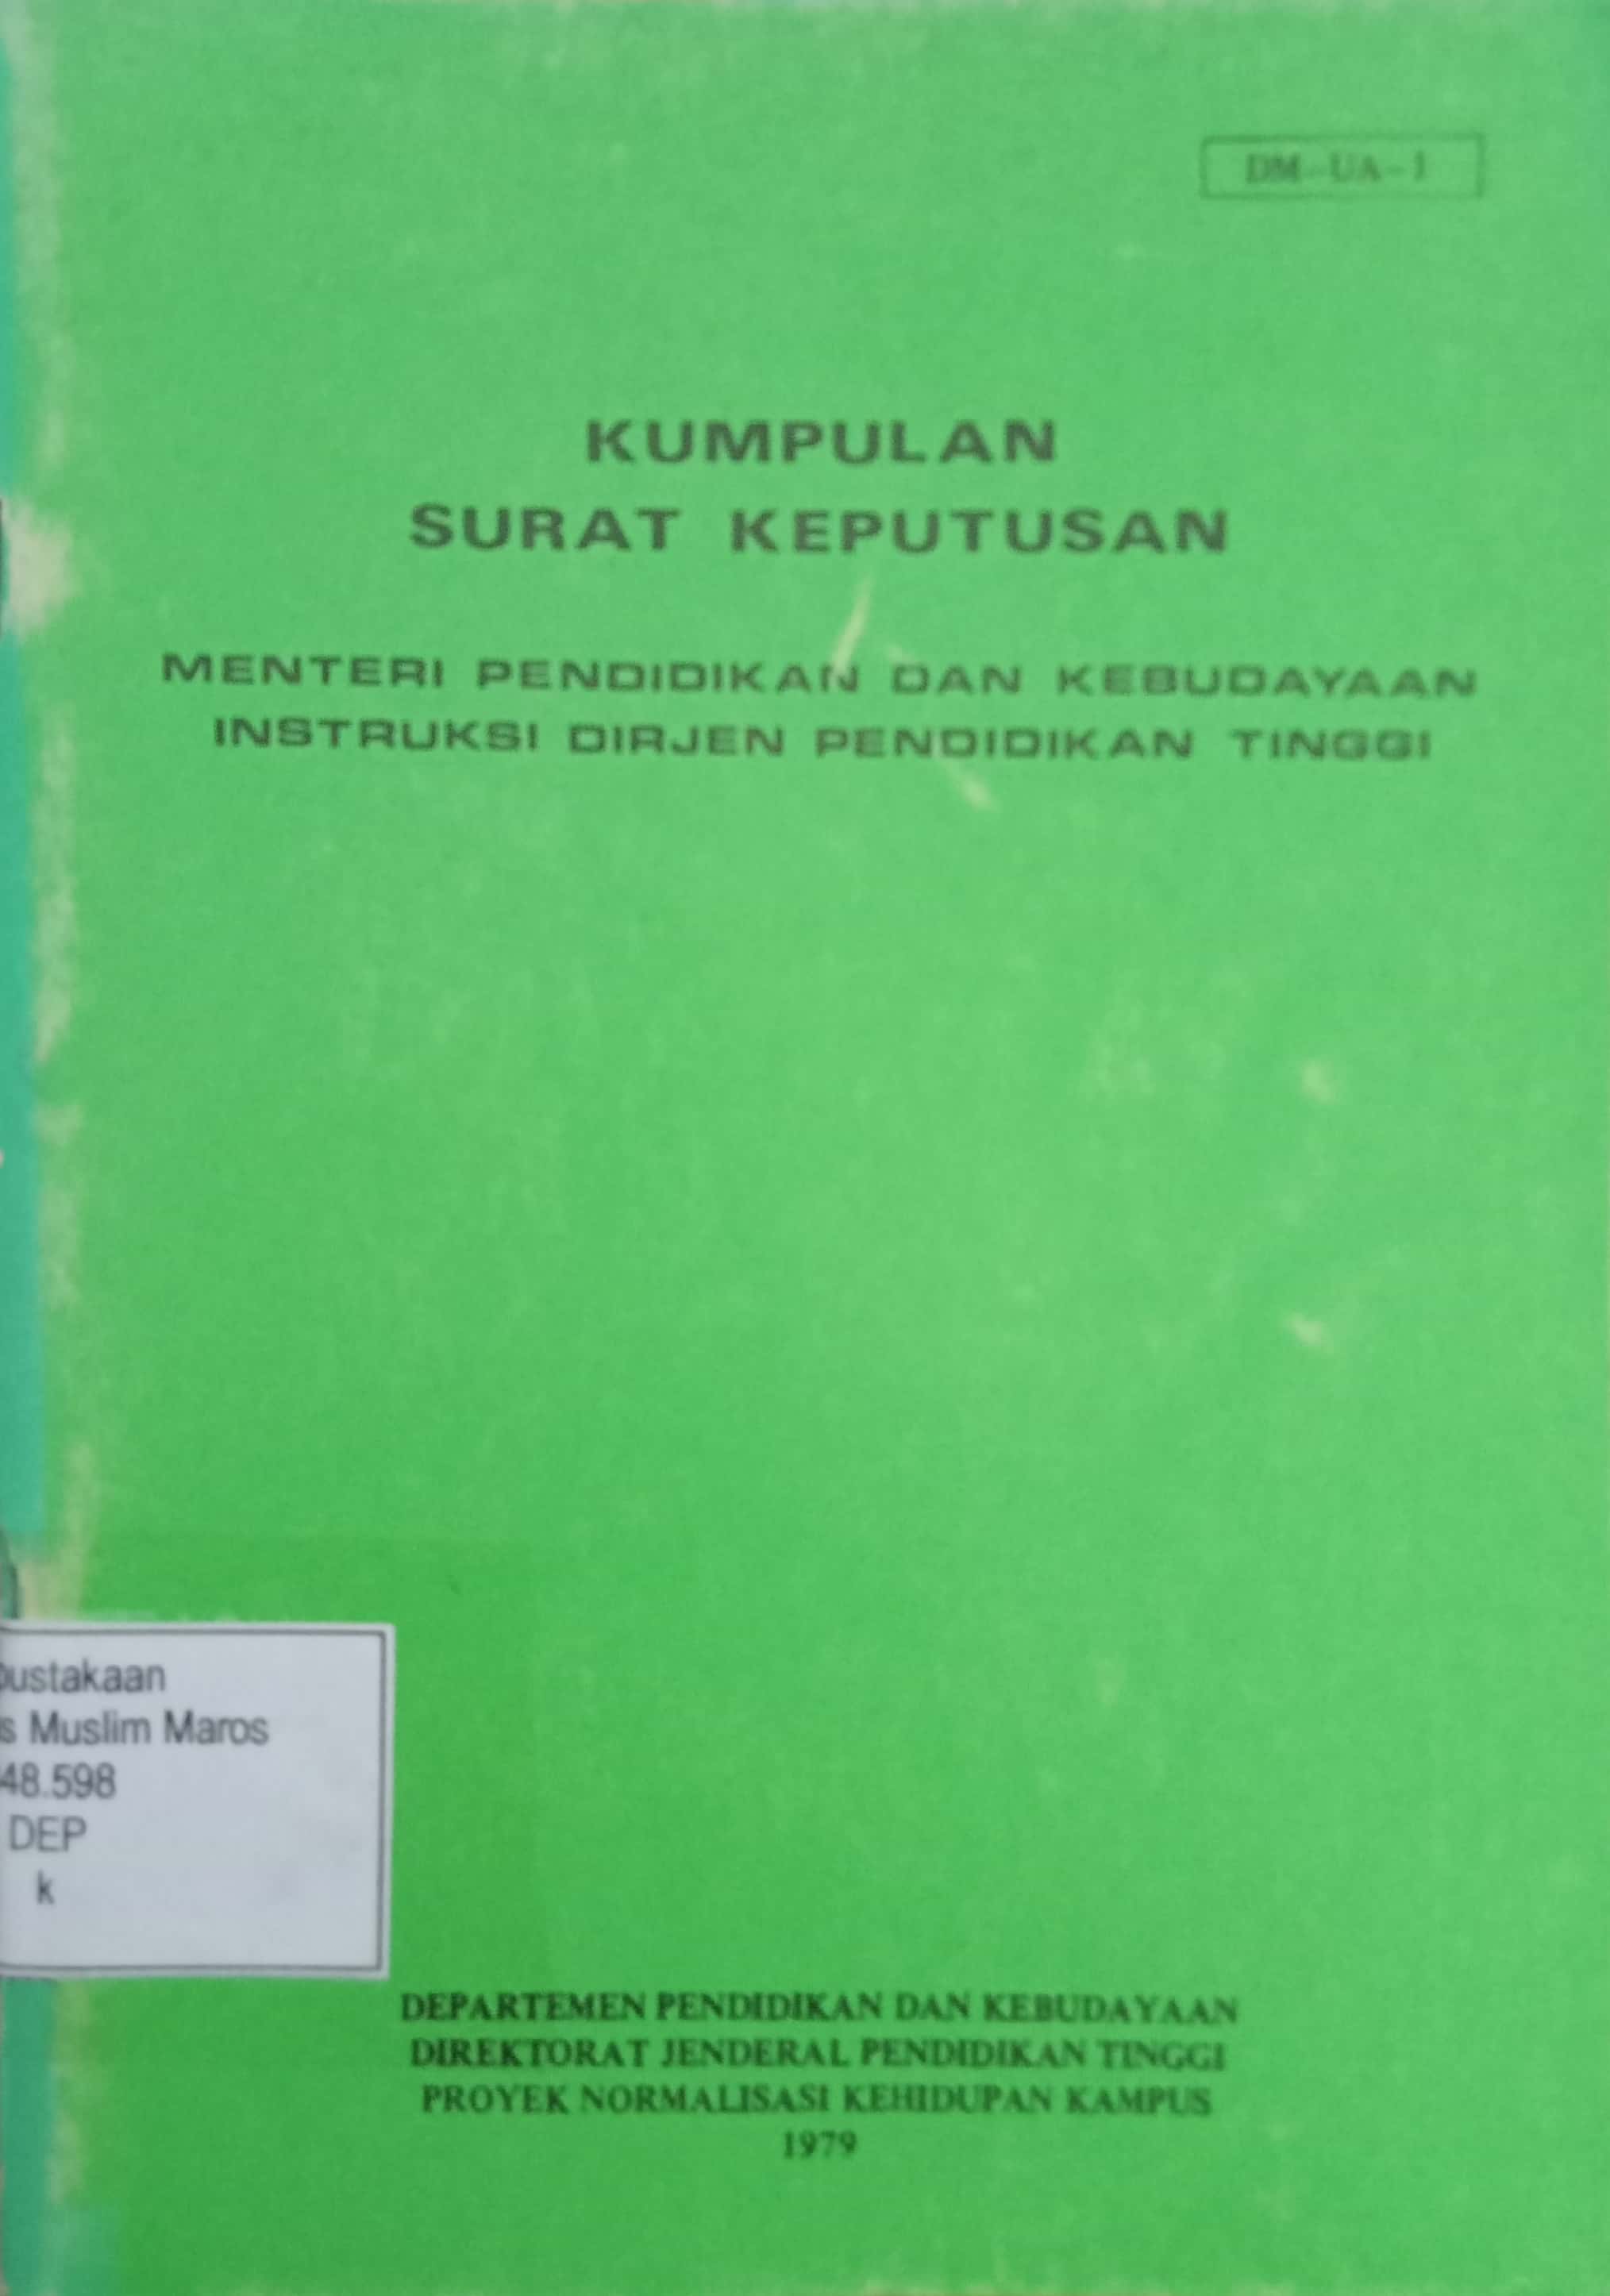 DM-UA-1
KUMPULAN
SURAT KEPUTUSAN
MENTERI PENDIDIKAN DAN KEBUDAYAAN
INSTRUKSI DIRJEN PENDIDIKAN TINGGI
Muslim Maros
48.598
DEP
k
DEPARTEMEN PENDIDIKAN DAN KEBUDAYAAN
DIREKTORAT JENDERAL PENDIDIKAN TINGGI
PROYEK NORMALISASI KEHIDUPAN KAMPUS
1979